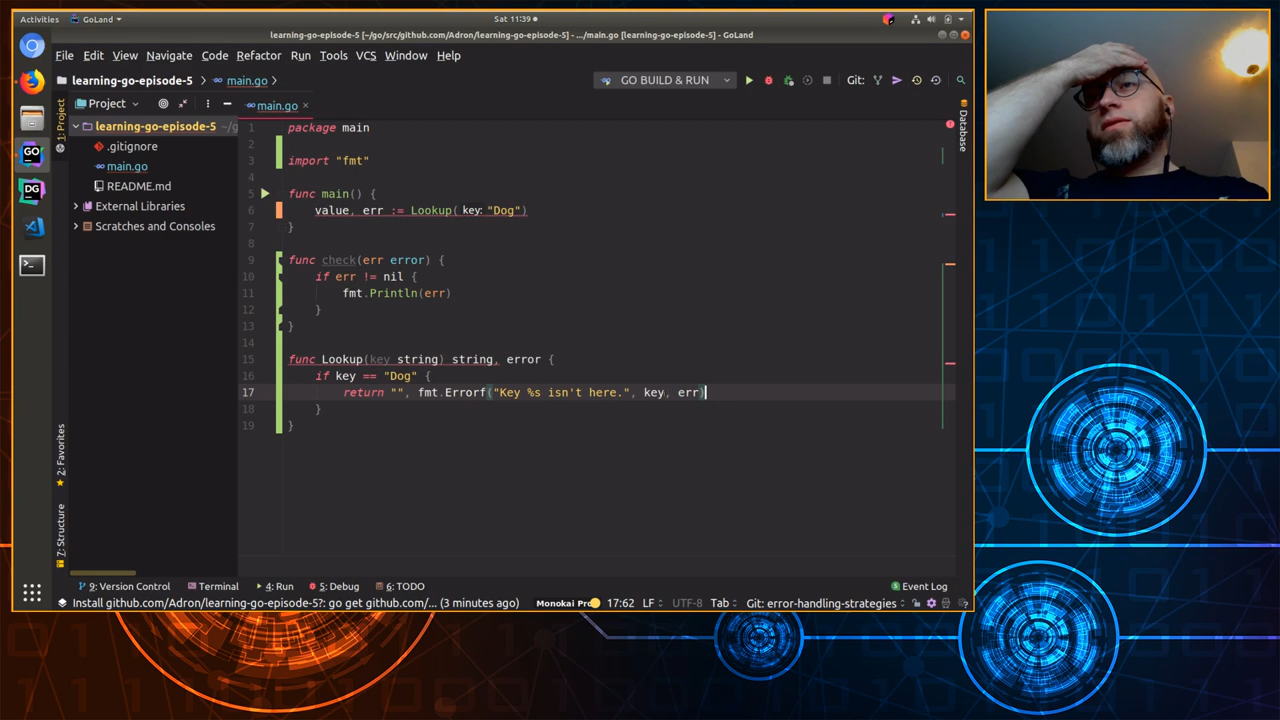 Activities GoLand Sat 11:39
learning-go-episode-5 [~/go/src/github.com/Adron/learning-go-episode-5] - .../main.go [learning-go-episode-5] - GoLand
File Edit View Navigate Code Refactor Run Tools VCS Window Help
learning-go-episode-5 main.go GO BUILD & RUN Git:
1: Project
Project
main.go
Database
learning-go-episode-5 ~/g
.gitignore
main.go
README.md
External Libraries
Scratches and Consoles
GO
DG
1 package main
2
3 import "fmt"
4
5 func main() {
6 value, err := Lookup( key: "Dog")
7 }
8
9 func check(err error) {
10 if err != nil {
11 fmt.Println(err)
12 }
13 }
14
15 func Lookup(key string) string, error {
16 if key == "Dog" {
17 return "", fmt.Errorf("Key %s isn't here.", key, err)
18 }
19 }
2: Favorites
7: Structure
9: Version Control Terminal 4: Run 5: Debug 6: TODO Event Log
Install github.com/Adron/learning-go-episode-5?: go get github.com/... (3 minutes ago) Monokai Pro 17:62 LF UTF-8 Tab Git: error-handling-strategies